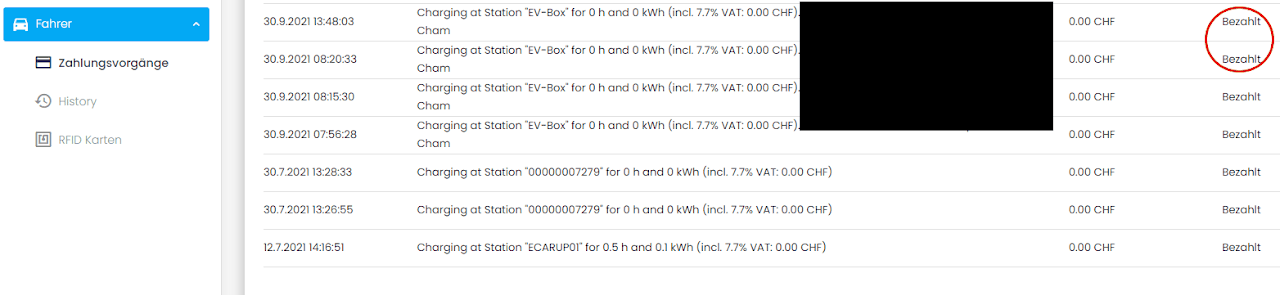 Fahrer
Zahlungsvorgänge
History
RFID Karten
30.9.2021 13:48:03 Charging at Station "EV-Box" for 0 h and 0 kWh (incl. 7.7% VAT: 0.00 CHF). 0.00 CHF Bezahlt
Cham
30.9.2021 08:20:33 Charging at Station "EV-Box" for 0 h and 0 kWh (incl. 7.7% VAT: 0.00 CHF). 0.00 CHF Bezahlt
Cham
30.9.2021 08:15:30 Charging at Station "EV-Box" for 0 h and 0 kWh (incl. 7.7% VAT: 0.00 CHF). 0.00 CHF Bezahlt
Cham
30.9.2021 07:56:28 Charging at Station "EV-Box" for 0 h and 0 kWh (incl. 7.7% VAT: 0.00 CHF). 0.00 CHF Bezahlt
Cham
30.7.2021 13:28:33 Charging at Station "00000007279" for 0 h and 0 kWh (incl. 7.7% VAT: 0.00 CHF) 0.00 CHF Bezahlt
30.7.2021 13:26:55 Charging at Station "00000007279" for 0 h and 0 kWh (incl. 7.7% VAT: 0.00 CHF) 0.00 CHF Bezahlt
12.7.2021 14:16:51 Charging at Station "ECARUP01" for 0.5 h and 0.1 kWh (incl. 7.7% VAT: 0.00 CHF) 0.00 CHF Bezahlt